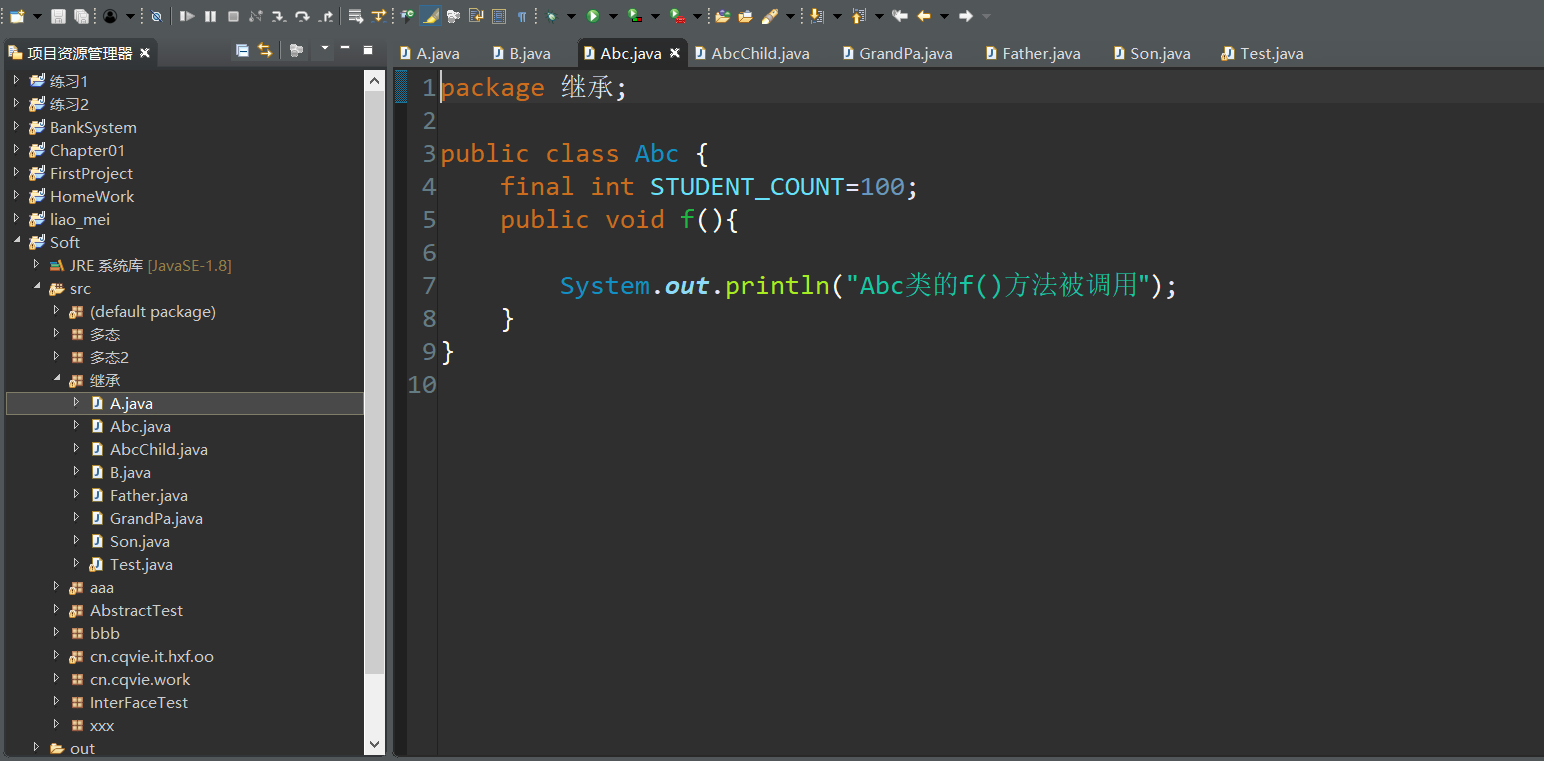 项目资源管理器
A.java
B.java
Abc.java
AbcChild.java
GrandPa.java
Father.java
Son.java
Test.java
练习1
练习2
BankSystem
Chapter01
FirstProject
HomeWork
liao_mei
Soft
JRE 系统库 [JavaSE-1.8]
src
(default package)
多态
多态2
继承
A.java
Abc.java
AbcChild.java
B.java
Father.java
GrandPa.java
Son.java
Test.java
aaa
AbstractTest
bbb
cn.cqvie.it.hxf.oo
cn.cqvie.work
InterFaceTest
xxx
out
1 package 继承;
2
3 public class Abc {
4 final int STUDENT_COUNT=100;
5 public void f(){
6
7 System.out.println("Abc类的f()方法被调用");
8 }
9 }
10